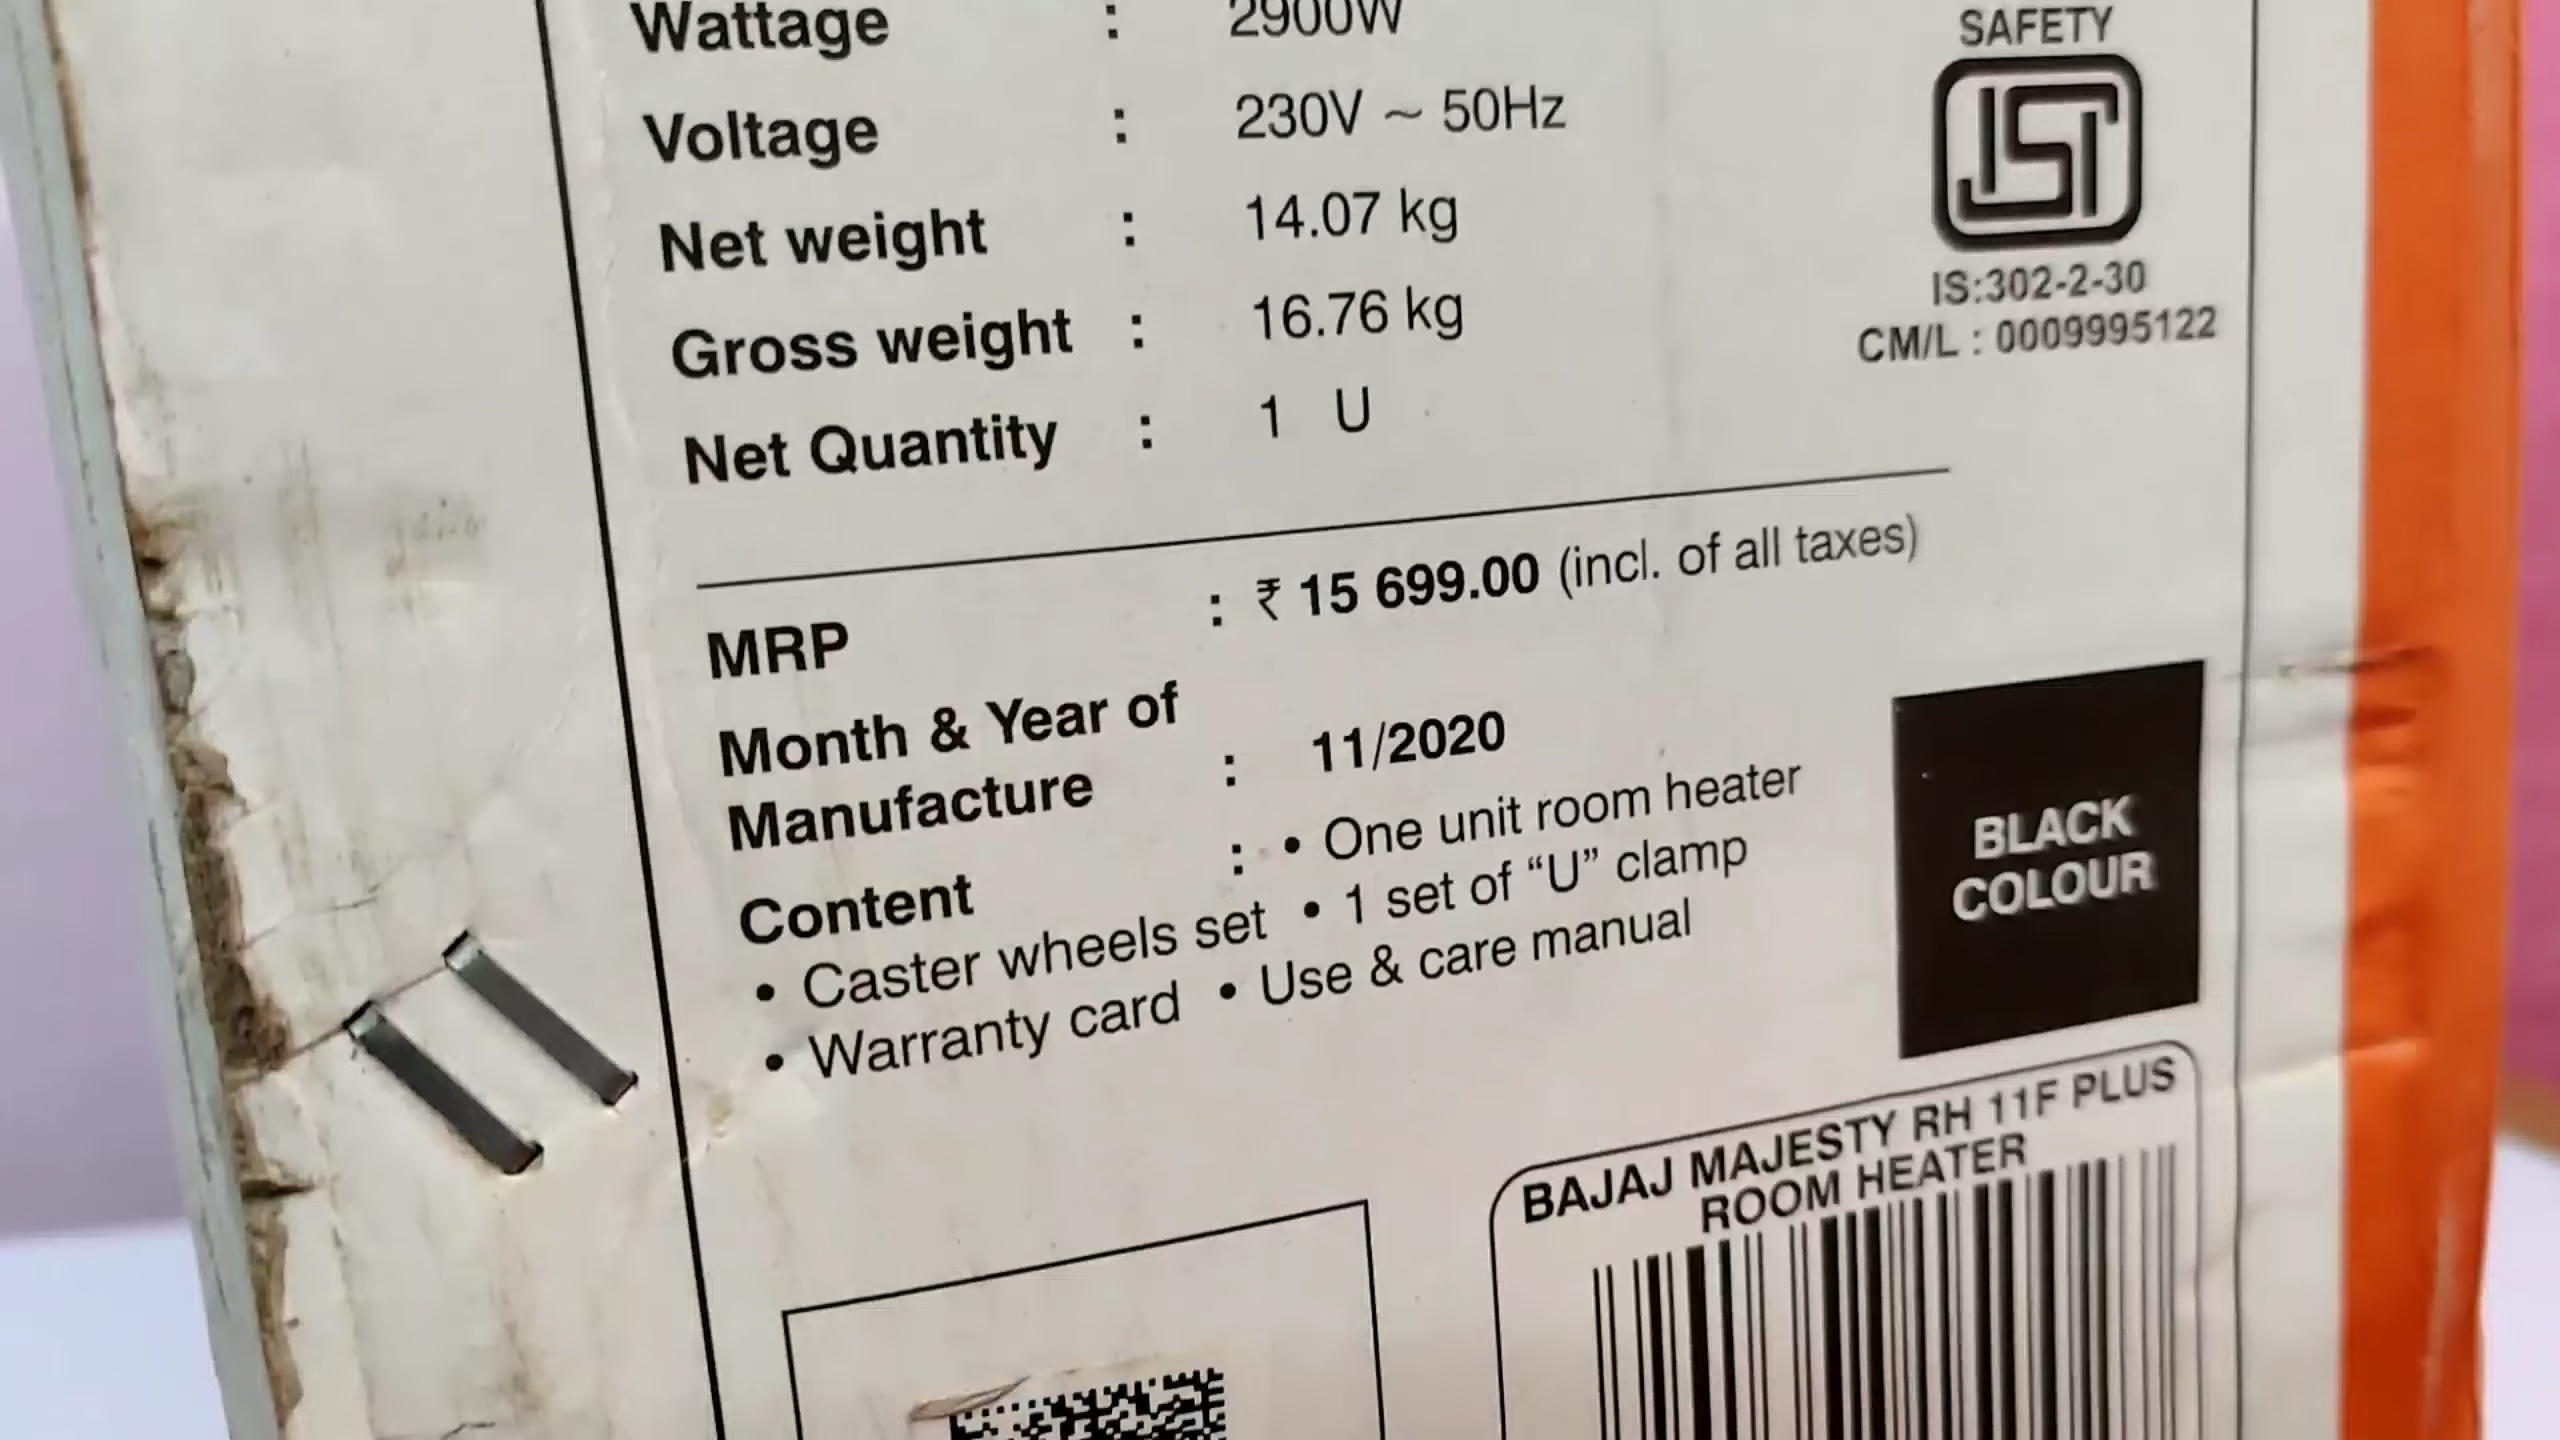 Wattage : 2900W
Voltage : 230V ~ 50Hz
Net weight : 14.07 kg
Gross weight : 16.76 kg
Net Quantity : 1 U
SAFETY
ISI
IS:302-2-30
CM/L : 0009995122
MRP : ₹ 15 699.00 (incl. of all taxes)
Month & Year of
Manufacture : 11/2020
Content : • One unit room heater
• Caster wheels set • 1 set of “U” clamp
• Warranty card • Use & care manual
BLACK
COLOUR
BAJAJ MAJESTY RH 11F PLUS
ROOM HEATER